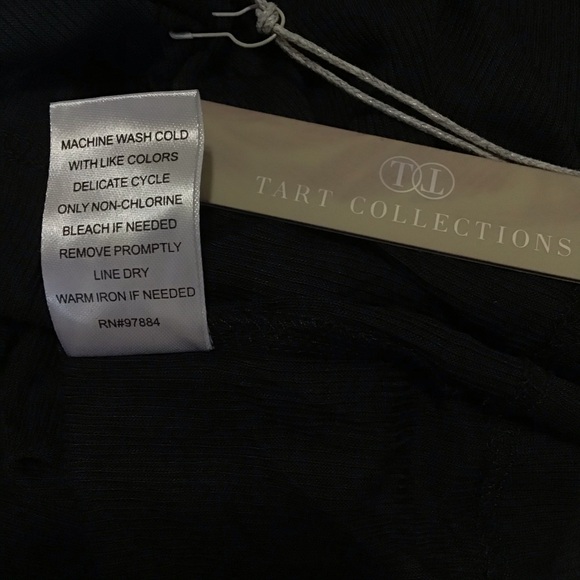 MACHINE WASH COLD
WITH LIKE COLORS
DELICATE CYCLE
ONLY NON-CHLORINE
BLEACH IF NEEDED
REMOVE PROMPTLY
LINE DRY
WARM IRON IF NEEDED
RN#97884
TC
TART COLLECTIONS